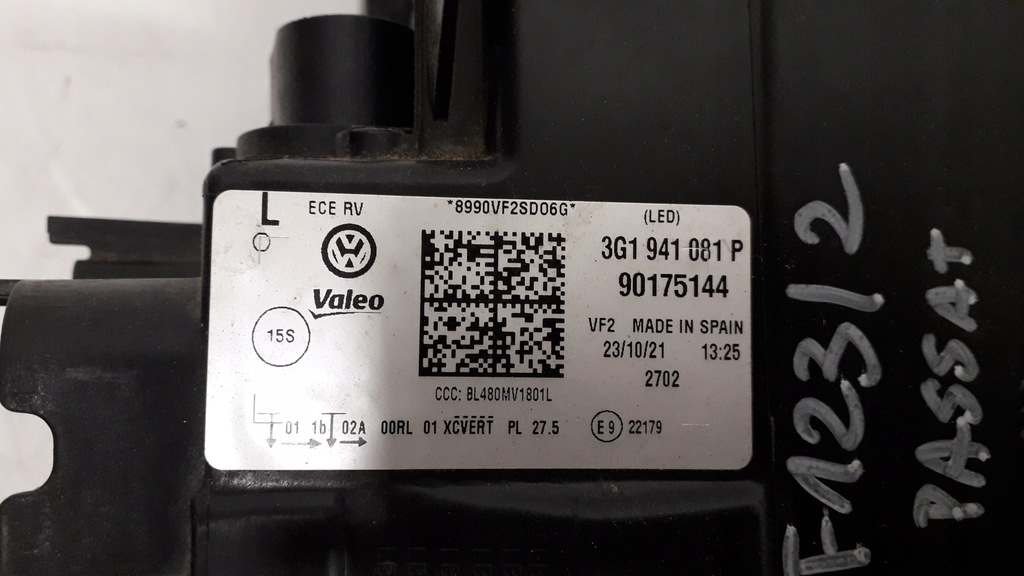 L
ECE RV
*8990VF2SD06G*
(LED)
Valeo
3G1 941 081 P
90175144
15S
VF2 MADE IN SPAIN
23/10/21 13:25
2702
CCC: BL480MV1801L
01 1b 02A 00RL 01 XCVERT PL 27.5
E9 22179
PASSAT